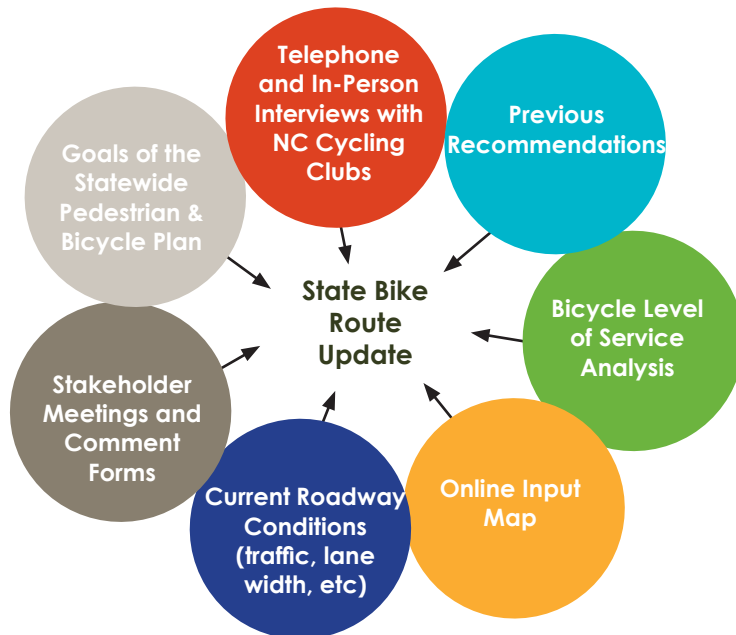 Telephone
and In-Person
Interviews with
NC Cycling
Clubs
Previous
Recommendations
Goals of the
Statewide
Pedestrian &
Bicycle Plan
State Bike
Route
Update
Bicycle Level
of Service
Analysis
Stakeholder
Meetings and
Comment
Forms
Current Roadway
Conditions
(traffic, lane
width, etc)
Online Input
Map